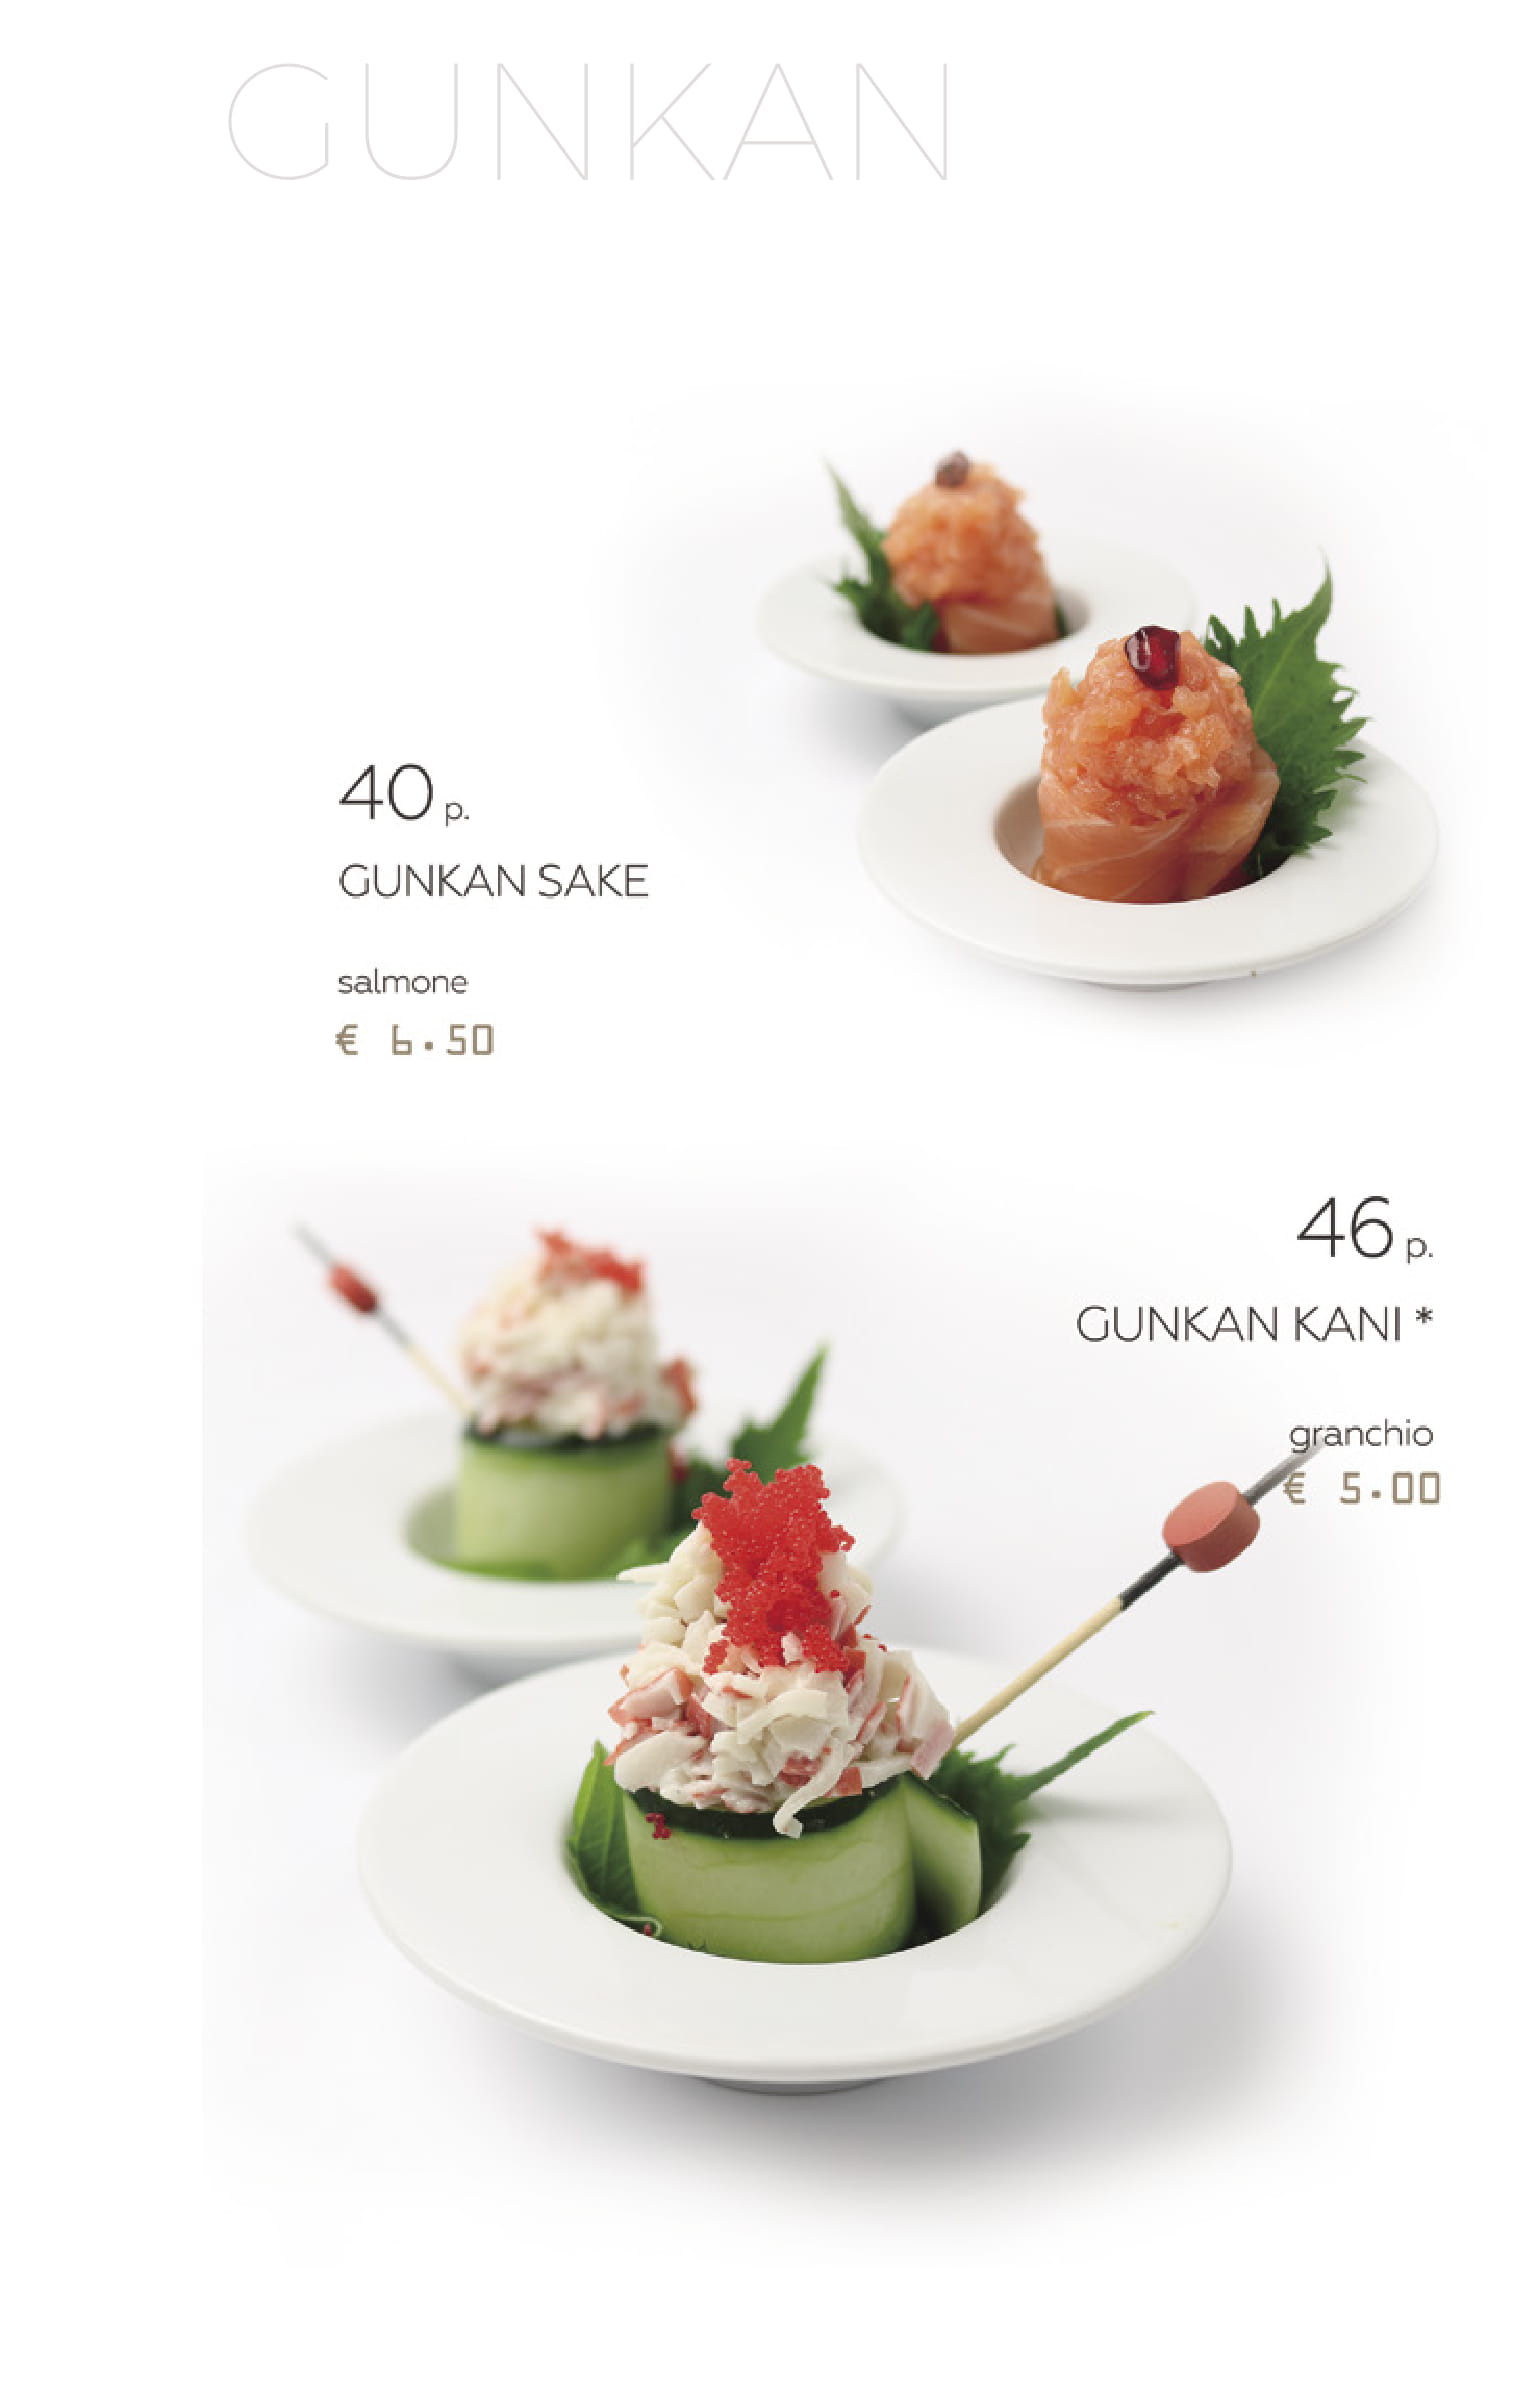 GUNKAN
40 p.
GUNKAN SAKE
salmone
€ 6.50
46 p.
GUNKAN KANI *
granchio
€ 5.00